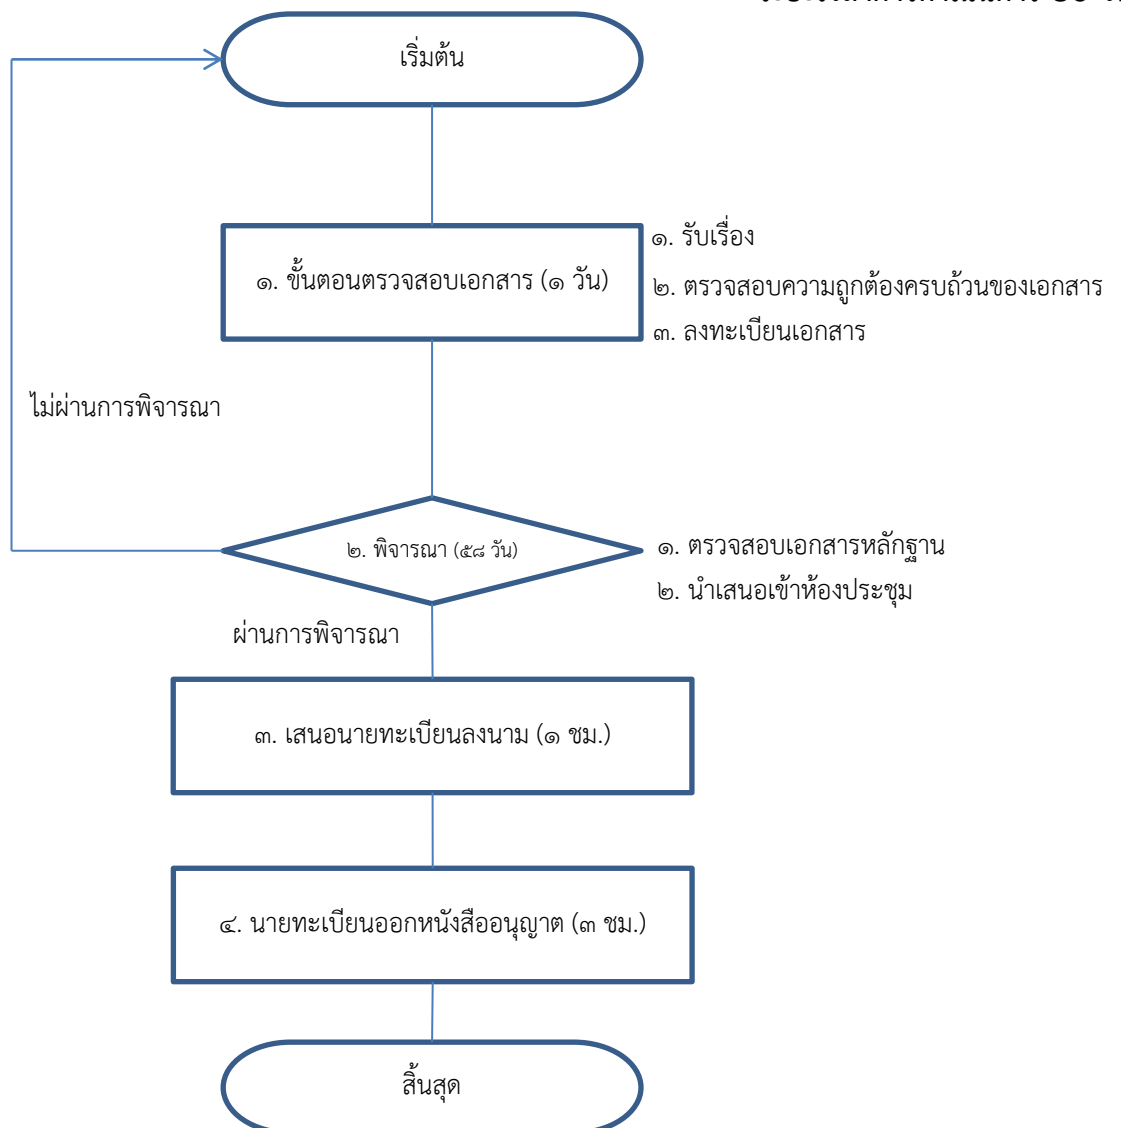 เริ่มต้น
๑. ขั้นตอนตรวจสอบเอกสาร (๑ วัน)
๑. รับเรื่อง
๒. ตรวจสอบความถูกต้องครบถ้วนของเอกสาร
๓. ลงทะเบียนเอกสาร
ไม่ผ่านการพิจารณา
๒. พิจารณา (๕๘ วัน)
๑. ตรวจสอบเอกสารหลักฐาน
๒. นำเสนอเข้าห้องประชุม
ผ่านการพิจารณา
๓. เสนอนายทะเบียนลงนาม (๑ ชม.)
๔. นายทะเบียนออกหนังสืออนุญาต (๓ ชม.)
สิ้นสุด